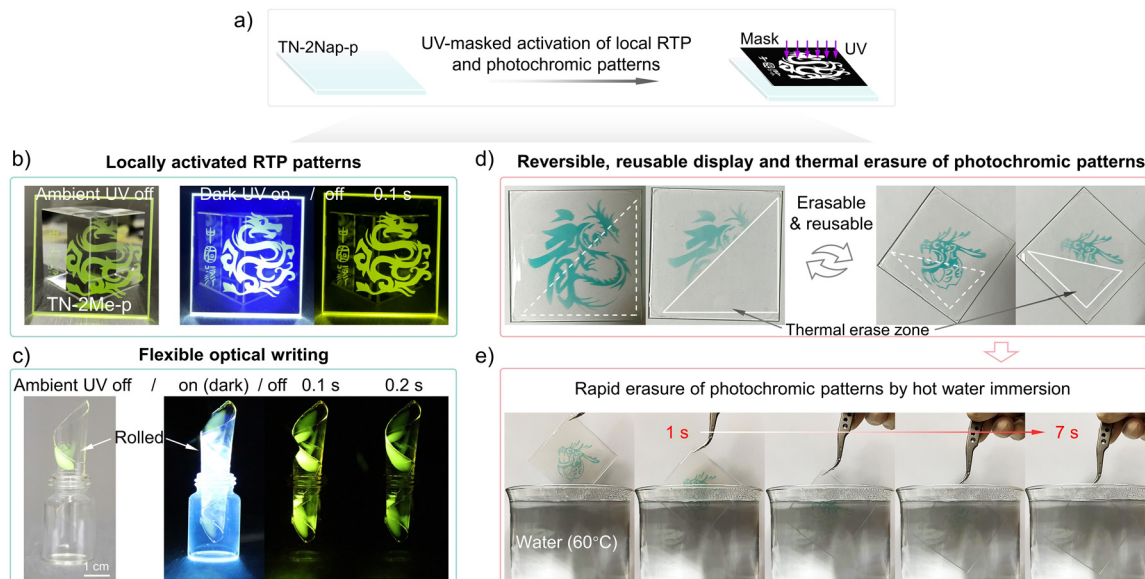 a)
TN-2Nap-p
UV-masked activation of local RTP
and photochromic patterns
Mask
UV
b)
Locally activated RTP patterns
Ambient UV off
Dark UV on / off 0.1 s
TN-2Me-p
c)
Flexible optical writing
Ambient UV off / on (dark) / off 0.1 s 0.2 s
Rolled
1 cm
d)
Reversible, reusable display and thermal erasure of photochromic patterns
Erasable
& reusable
Thermal erase zone
e)
Rapid erasure of photochromic patterns by hot water immersion
1 s
7 s
Water (60°C)